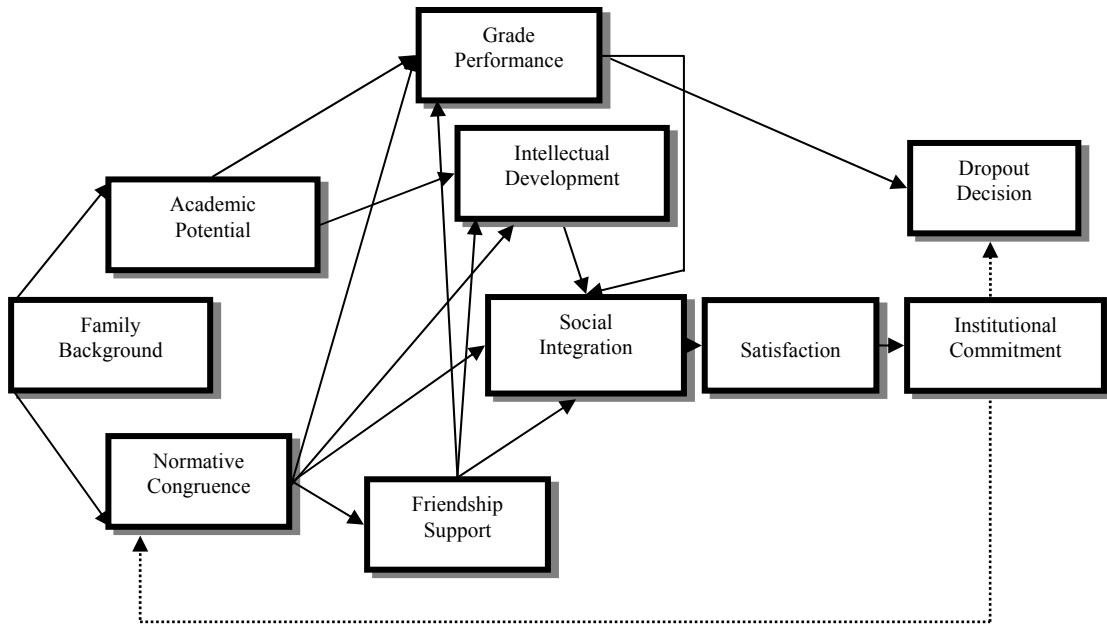 Grade
Performance
Intellectual
Development
Dropout
Decision
Academic
Potential
Family
Background
Social
Integration
Satisfaction
Institutional
Commitment
Normative
Congruence
Friendship
Support